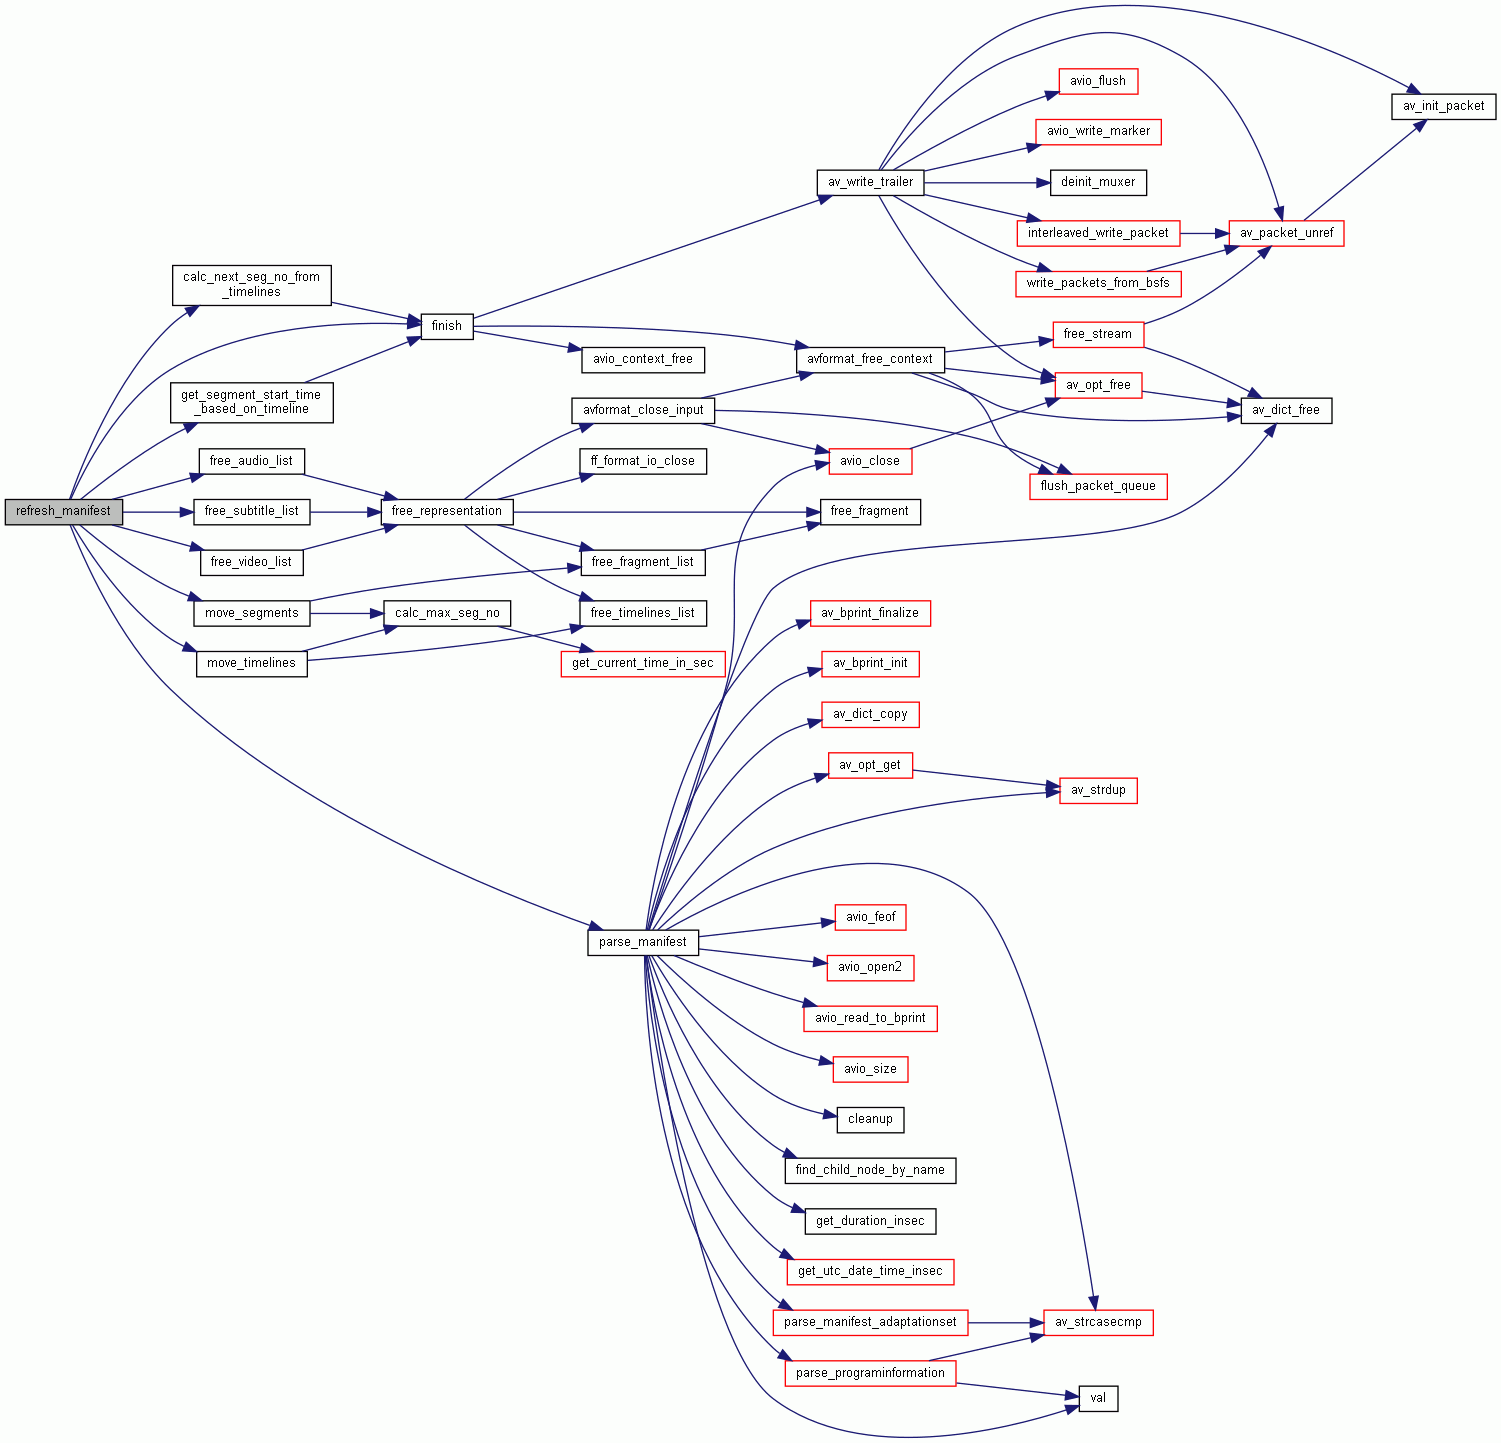 refresh_manifest
calc_next_seg_no_from
_timelines
get_segment_start_time
_based_on_timeline
free_audio_list
free_subtitle_list
free_video_list
move_segments
move_timelines
finish
free_representation
calc_max_seg_no
avio_context_free
avformat_close_input
ff_format_io_close
free_fragment_list
free_timelines_list
get_current_time_in_sec
parse_manifest
av_write_trailer
avformat_free_context
avio_close
free_fragment
av_bprint_finalize
av_bprint_init
av_dict_copy
av_opt_get
avio_feof
avio_open2
avio_read_to_bprint
avio_size
cleanup
find_child_node_by_name
get_duration_insec
get_utc_date_time_insec
parse_manifest_adaptationset
parse_programinformation
avio_flush
avio_write_marker
deinit_muxer
interleaved_write_packet
write_packets_from_bsfs
free_stream
av_opt_free
flush_packet_queue
av_strdup
av_strcasecmp
val
av_packet_unref
av_dict_free
av_init_packet